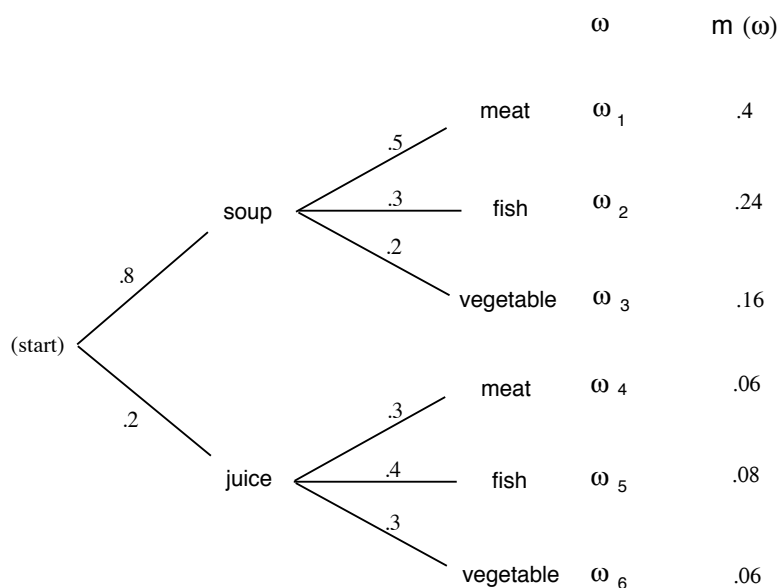 ω m (ω)
meat ω 1 .4
.5
soup .3 fish ω 2 .24
.2
.8
vegetable ω 3 .16
(start)
meat ω 4 .06
.2 .3
juice .4 fish ω 5 .08
.3
vegetable ω 6 .06